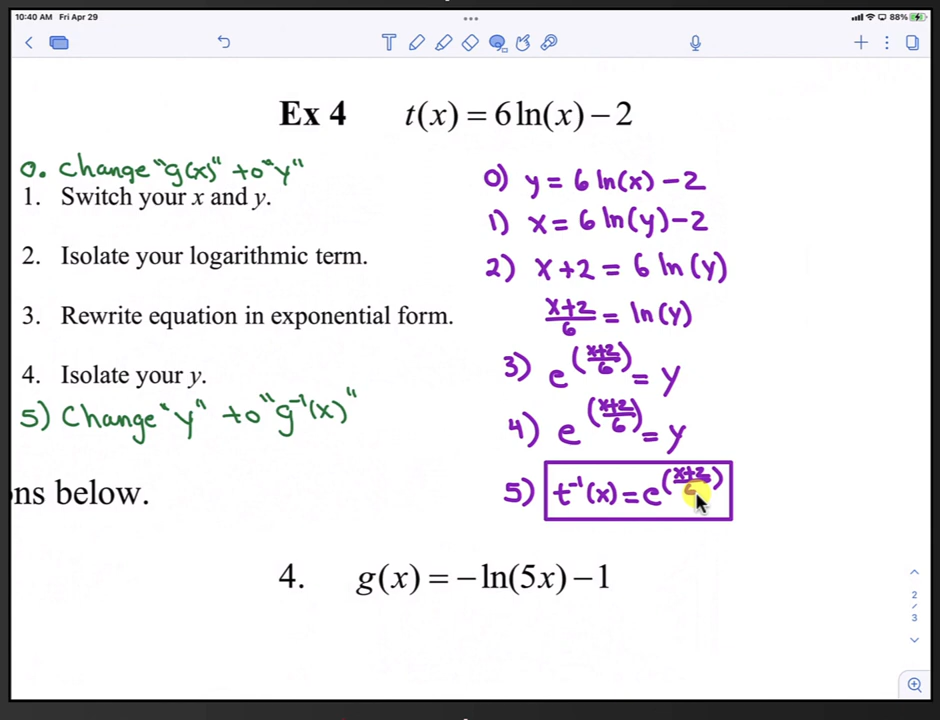 10:40 AM Fri Apr 29
88%
Ex 4 t(x) = 6 ln(x) − 2
0. Change "g(x)" to "y"
1. Switch your x and y.
2. Isolate your logarithmic term.
3. Rewrite equation in exponential form.
4. Isolate your y.
5) Change "y" to "g⁻¹(x)"
0) y = 6 ln(x) − 2
1) x = 6 ln(y) − 2
2) x + 2 = 6 ln(y)
(x+2)/6 = ln(y)
3) e^((x+2)/6) = y
4) e^((x+2)/6) = y
5) t⁻¹(x) = e^((x+2)/6)
ns below.
4. g(x) = − ln(5x) − 1
2
/
3